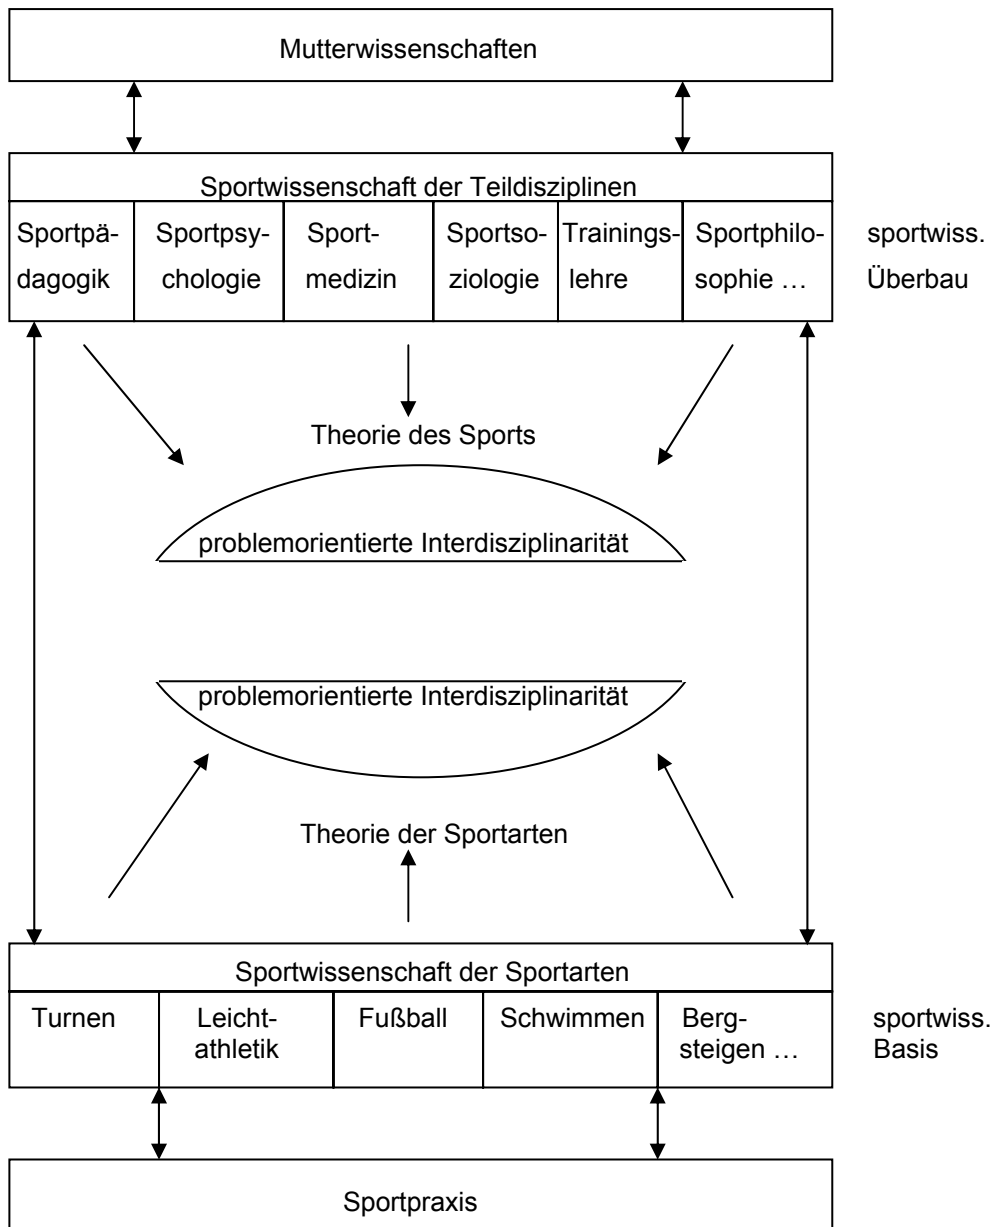 Mutterwissenschaften
Sportwissenschaft der Teildisziplinen
Sportpä-
dagogik
Sportpsy-
chologie
Sport-
medizin
Sportso-
ziologie
Trainings-
lehre
Sportphilo-
sophie …
sportwiss.
Überbau
Theorie des Sports
problemorientierte Interdisziplinarität
problemorientierte Interdisziplinarität
Theorie der Sportarten
Sportwissenschaft der Sportarten
Turnen
Leicht-
athletik
Fußball
Schwimmen
Berg-
steigen …
sportwiss.
Basis
Sportpraxis